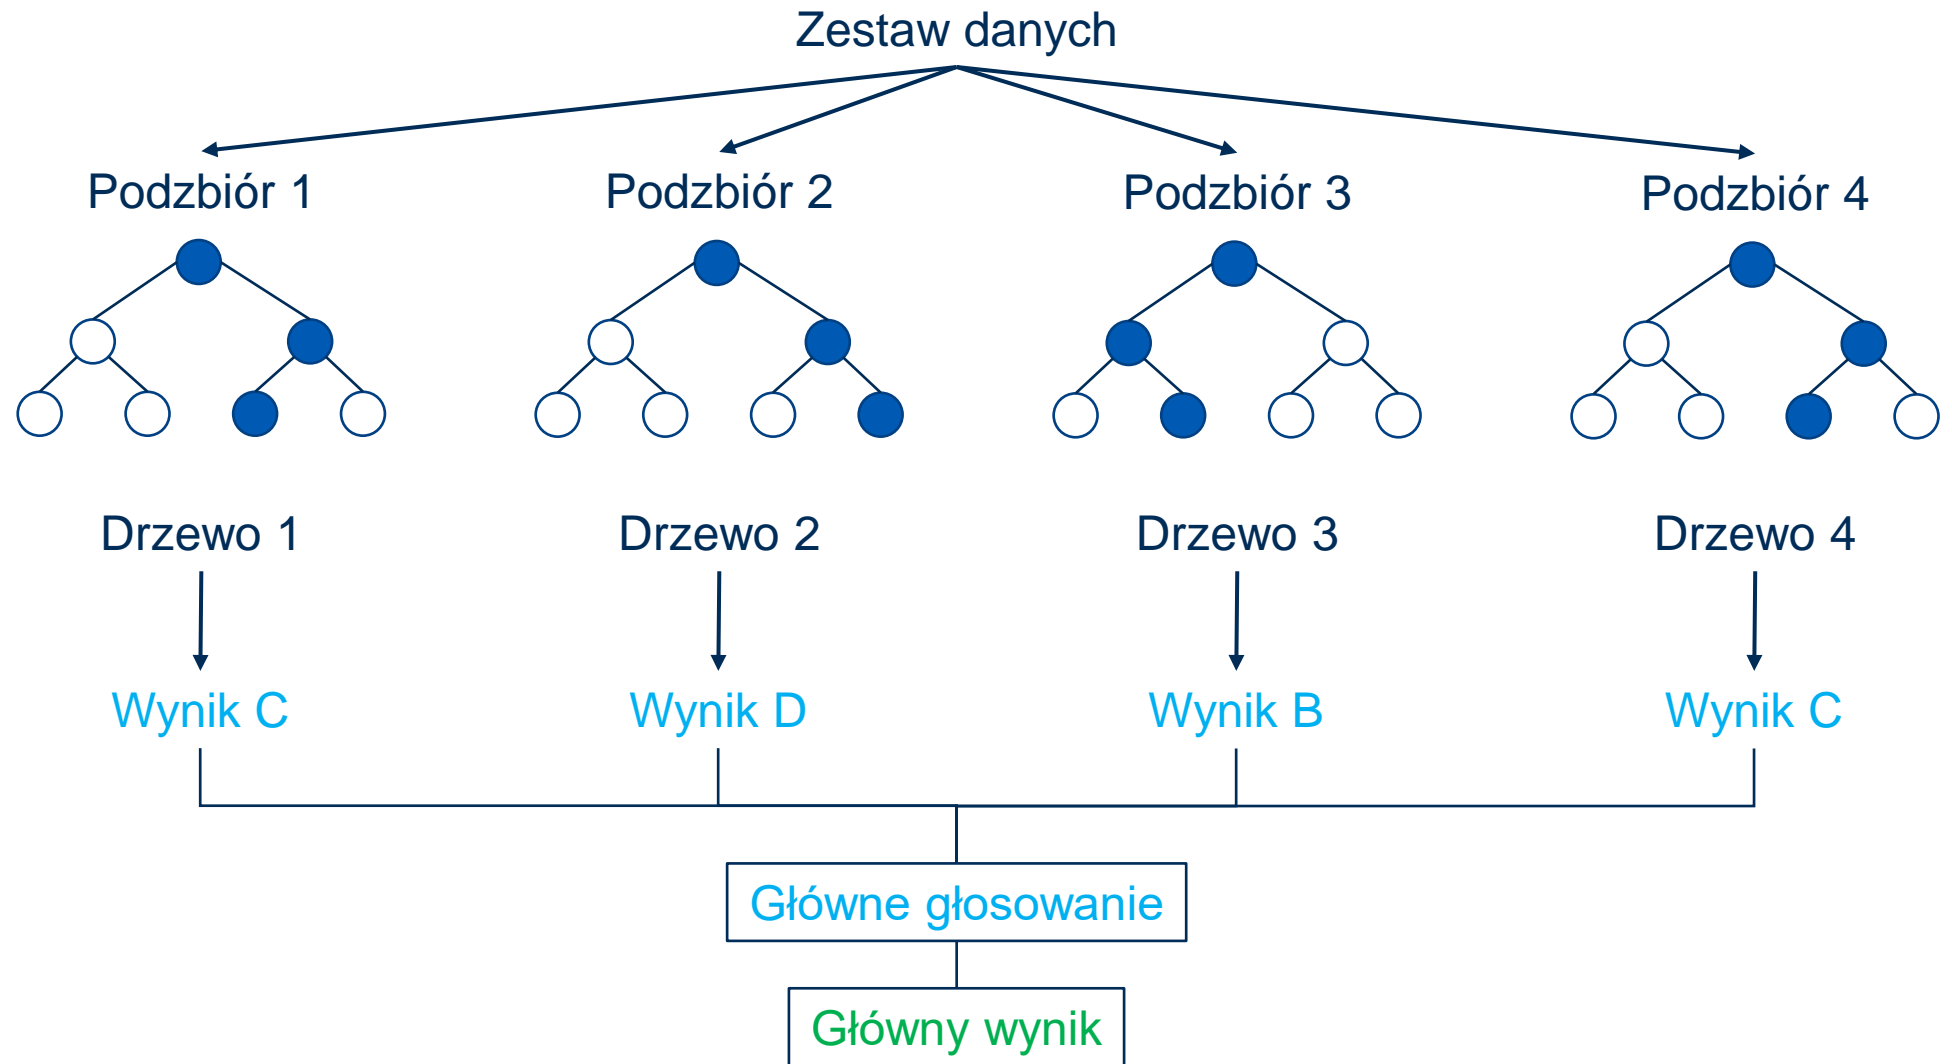 Zestaw danych
Podzbiór 1
Podzbiór 2
Podzbiór 3
Podzbiór 4
Drzewo 1
Drzewo 2
Drzewo 3
Drzewo 4
Wynik C
Wynik D
Wynik B
Wynik C
Główne głosowanie
Główny wynik